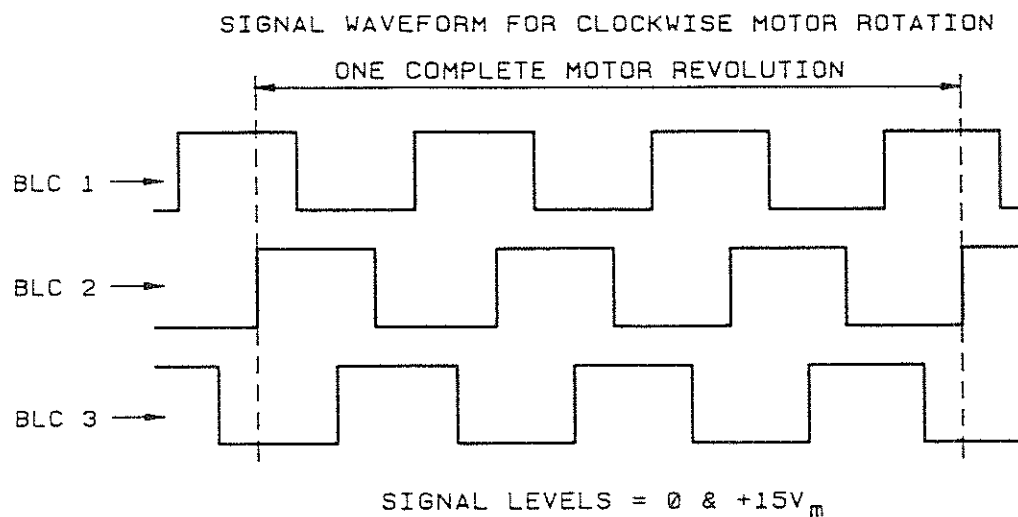 SIGNAL WAVEFORM FOR CLOCKWISE MOTOR ROTATION
ONE COMPLETE MOTOR REVOLUTION
BLC 1
BLC 2
BLC 3
SIGNAL LEVELS = 0 & +15Vm